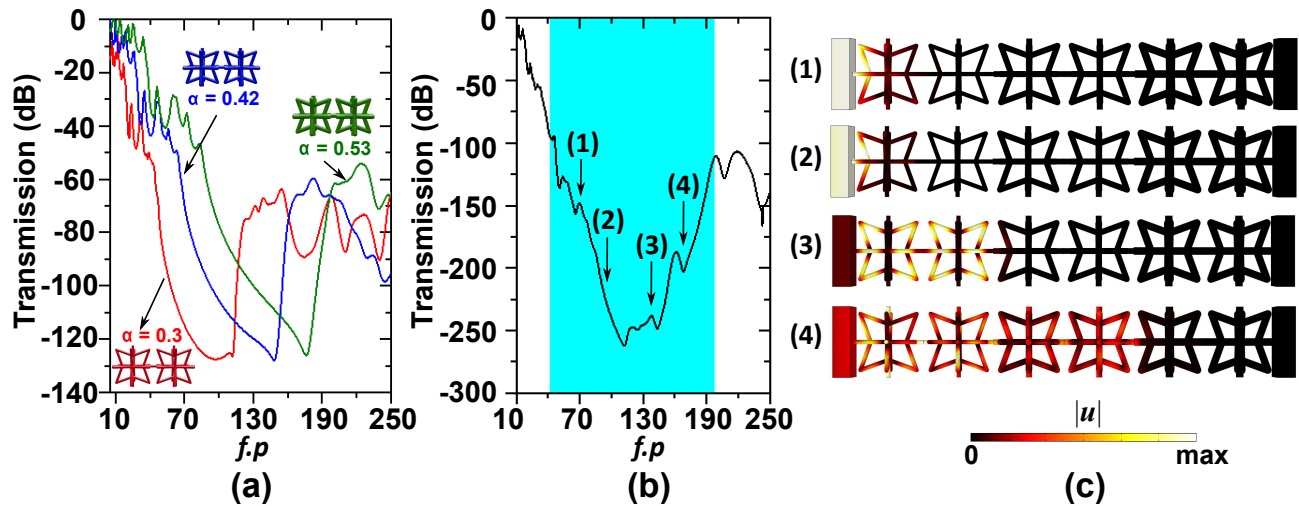 0
-20
-40
-60
-80
-100
-120
-140
Transmission (dB)
α = 0.42
α = 0.53
α = 0.3
10 70 130 190 250
f.p
(a)
0
-50
-100
-150
-200
-250
-300
Transmission (dB)
(1)
(2)
(3)
(4)
10 70 130 190 250
f.p
(b)
(1)
(2)
(3)
(4)
|u|
0 max
(c)